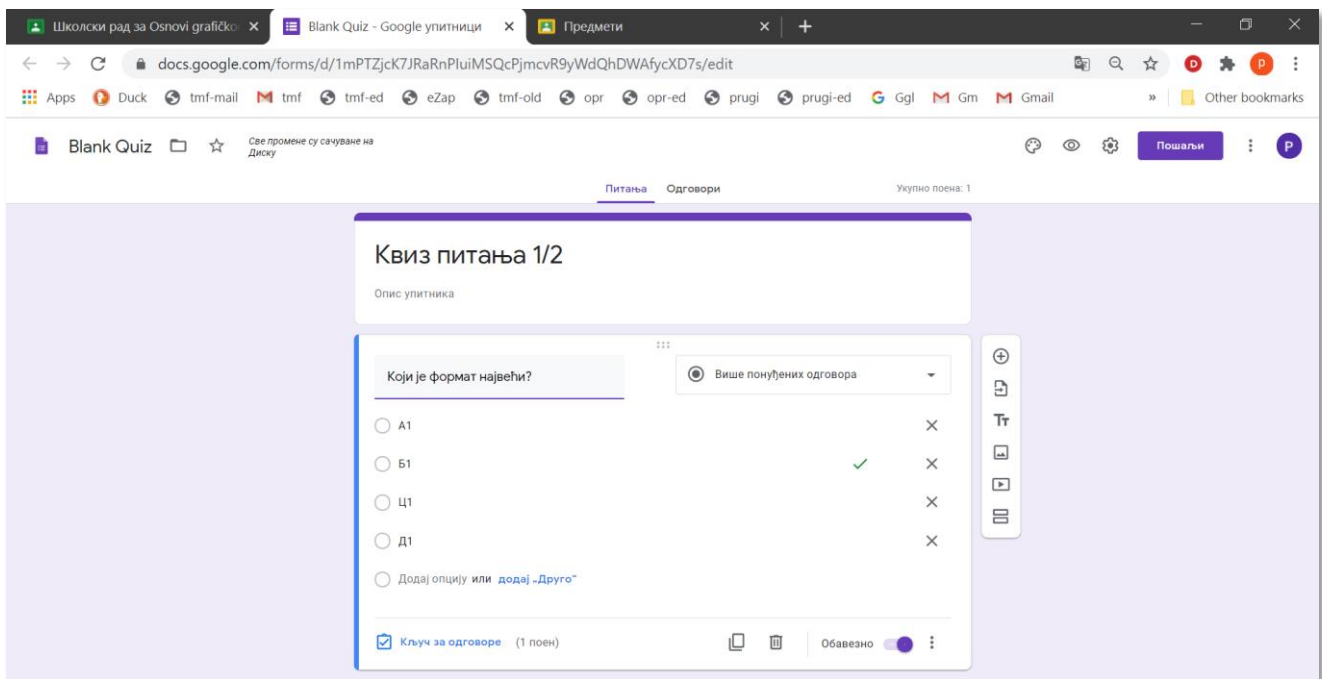 Школски рад за Osnovi grafičko
Blank Quiz - Google упитници
Предмети
docs.google.com/forms/d/1mPTZjcK7JRaRnPIuiMSQcPjmcvR9yWdQhDWAfycXD7s/edit
Apps Duck tmf-mail tmf tmf-ed eZap tmf-old opr opr-ed prugi prugi-ed Ggl Gm Gmail » Other bookmarks
Blank Quiz
Све промене су сачуване на
Диску
Пошаљи
P
Питања Одговори Укупно поена: 1
Квиз питања 1/2
Опис упитника
Који је формат највећи?
Више понуђених одговора
А1
Б1
Ц1
Д1
Додај опцију или додај „Друго“
Кључ за одговоре (1 поен) Обавезно